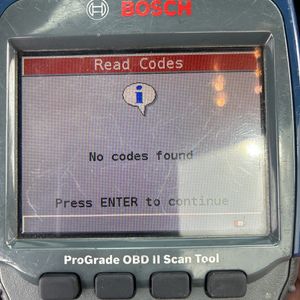 BOSCH
Read Codes
i
No codes found
Press ENTER to continue
ProGrade OBD II Scan Tool